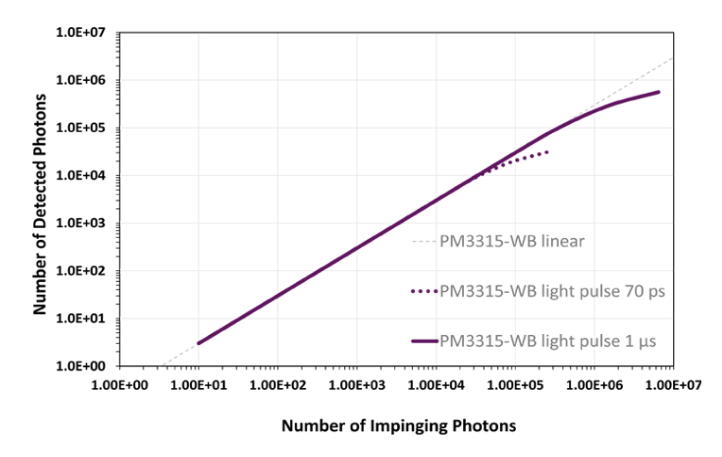 1.0E+07
1.0E+06
1.0E+05
1.0E+04
1.0E+03
1.0E+02
1.0E+01
1.0E+00
Number of Detected Photons
PM3315-WB linear
PM3315-WB light pulse 70 ps
PM3315-WB light pulse 1 µs
1.00E+00 1.00E+01 1.00E+02 1.00E+03 1.00E+04 1.00E+05 1.00E+06 1.00E+07
Number of Impinging Photons